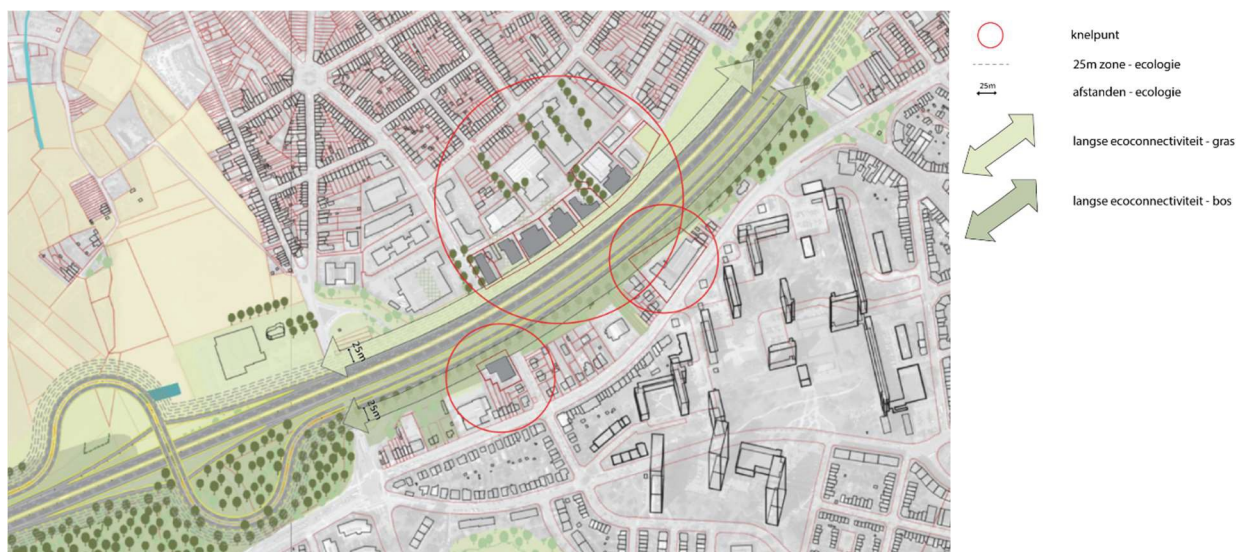 knelpunt
25m zone - ecologie
25m
afstanden - ecologie
langse ecoconnectiviteit - gras
langse ecoconnectiviteit - bos
25m
25m